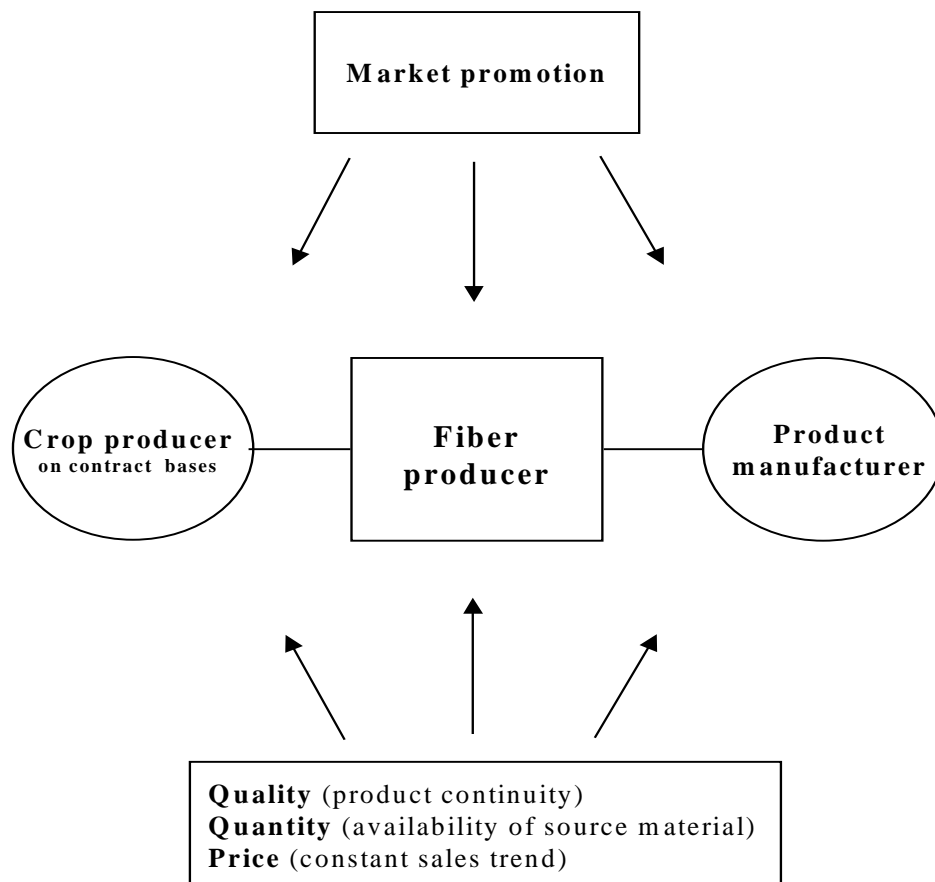 Market promotion
Crop producer
on contract bases
Fiber
producer
Product
manufacturer
Quality (product continuity)
Quantity (availability of source material)
Price (constant sales trend)